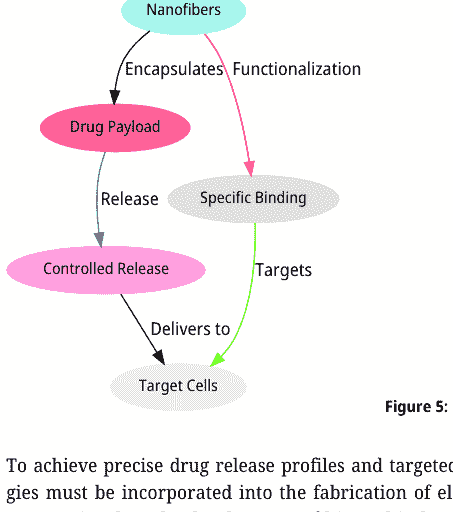 Nanofibers
Encapsulates Functionalization
Drug Payload
Release
Specific Binding
Controlled Release
Targets
Delivers to
Target Cells
Figure 5:
To achieve precise drug release profiles and targeted
gies must be incorporated into the fabrication of el